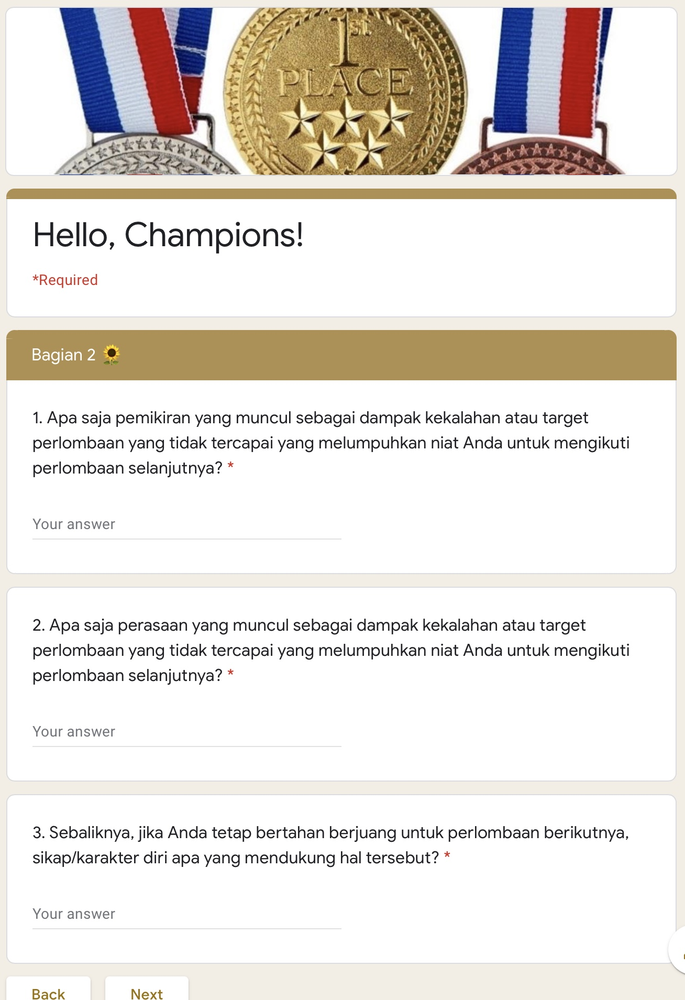 1st
PLACE
Hello, Champions!
*Required
Bagian 2 🌻
1. Apa saja pemikiran yang muncul sebagai dampak kekalahan atau target
perlombaan yang tidak tercapai yang melumpuhkan niat Anda untuk mengikuti
perlombaan selanjutnya? *
Your answer
2. Apa saja perasaan yang muncul sebagai dampak kekalahan atau target
perlombaan yang tidak tercapai yang melumpuhkan niat Anda untuk mengikuti
perlombaan selanjutnya? *
Your answer
3. Sebaliknya, jika Anda tetap bertahan berjuang untuk perlombaan berikutnya,
sikap/karakter diri apa yang mendukung hal tersebut? *
Your answer
Back Next